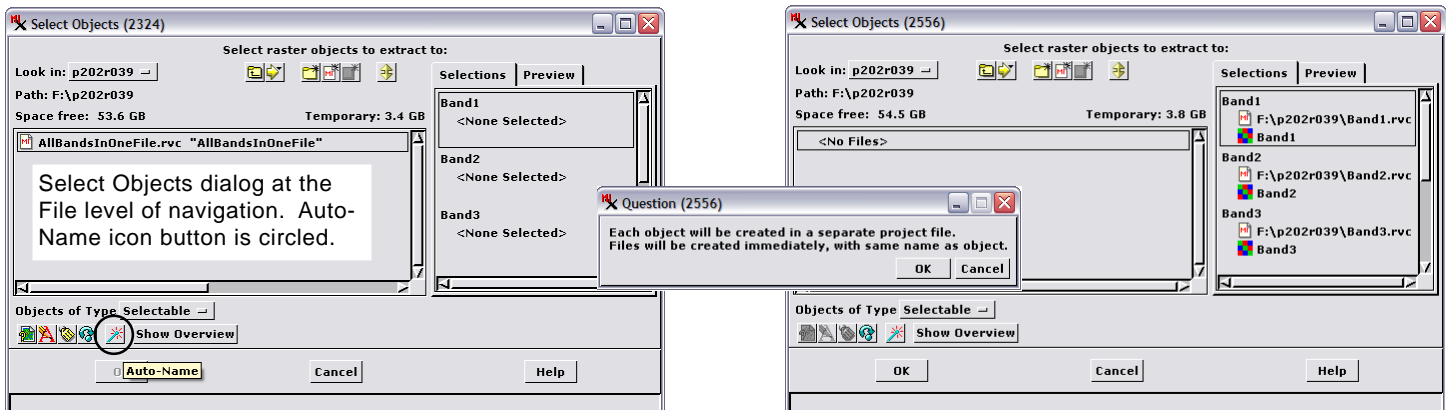 Select Objects (2324)
Select raster objects to extract to:
Look in: p202r039
Path: F:\p202r039
Space free: 53.6 GB
Temporary: 3.4 GB
AllBandsInOneFile.rvc "AllBandsInOneFile"
Select Objects dialog at the
File level of navigation. Auto-
Name icon button is circled.
Selections
Preview
Band1
<None Selected>
Band2
<None Selected>
Band3
<None Selected>
Objects of Type Selectable
Show Overview
Auto-Name
Cancel
Help
Question (2556)
Each object will be created in a separate project file.
Files will be created immediately, with same name as object.
OK
Cancel
Select Objects (2556)
Select raster objects to extract to:
Look in: p202r039
Path: F:\p202r039
Space free: 54.5 GB
Temporary: 3.8 GB
<No Files>
Selections
Preview
Band1
F:\p202r039\Band1.rvc
Band1
Band2
F:\p202r039\Band2.rvc
Band2
Band3
F:\p202r039\Band3.rvc
Band3
Objects of Type Selectable
Show Overview
OK
Cancel
Help